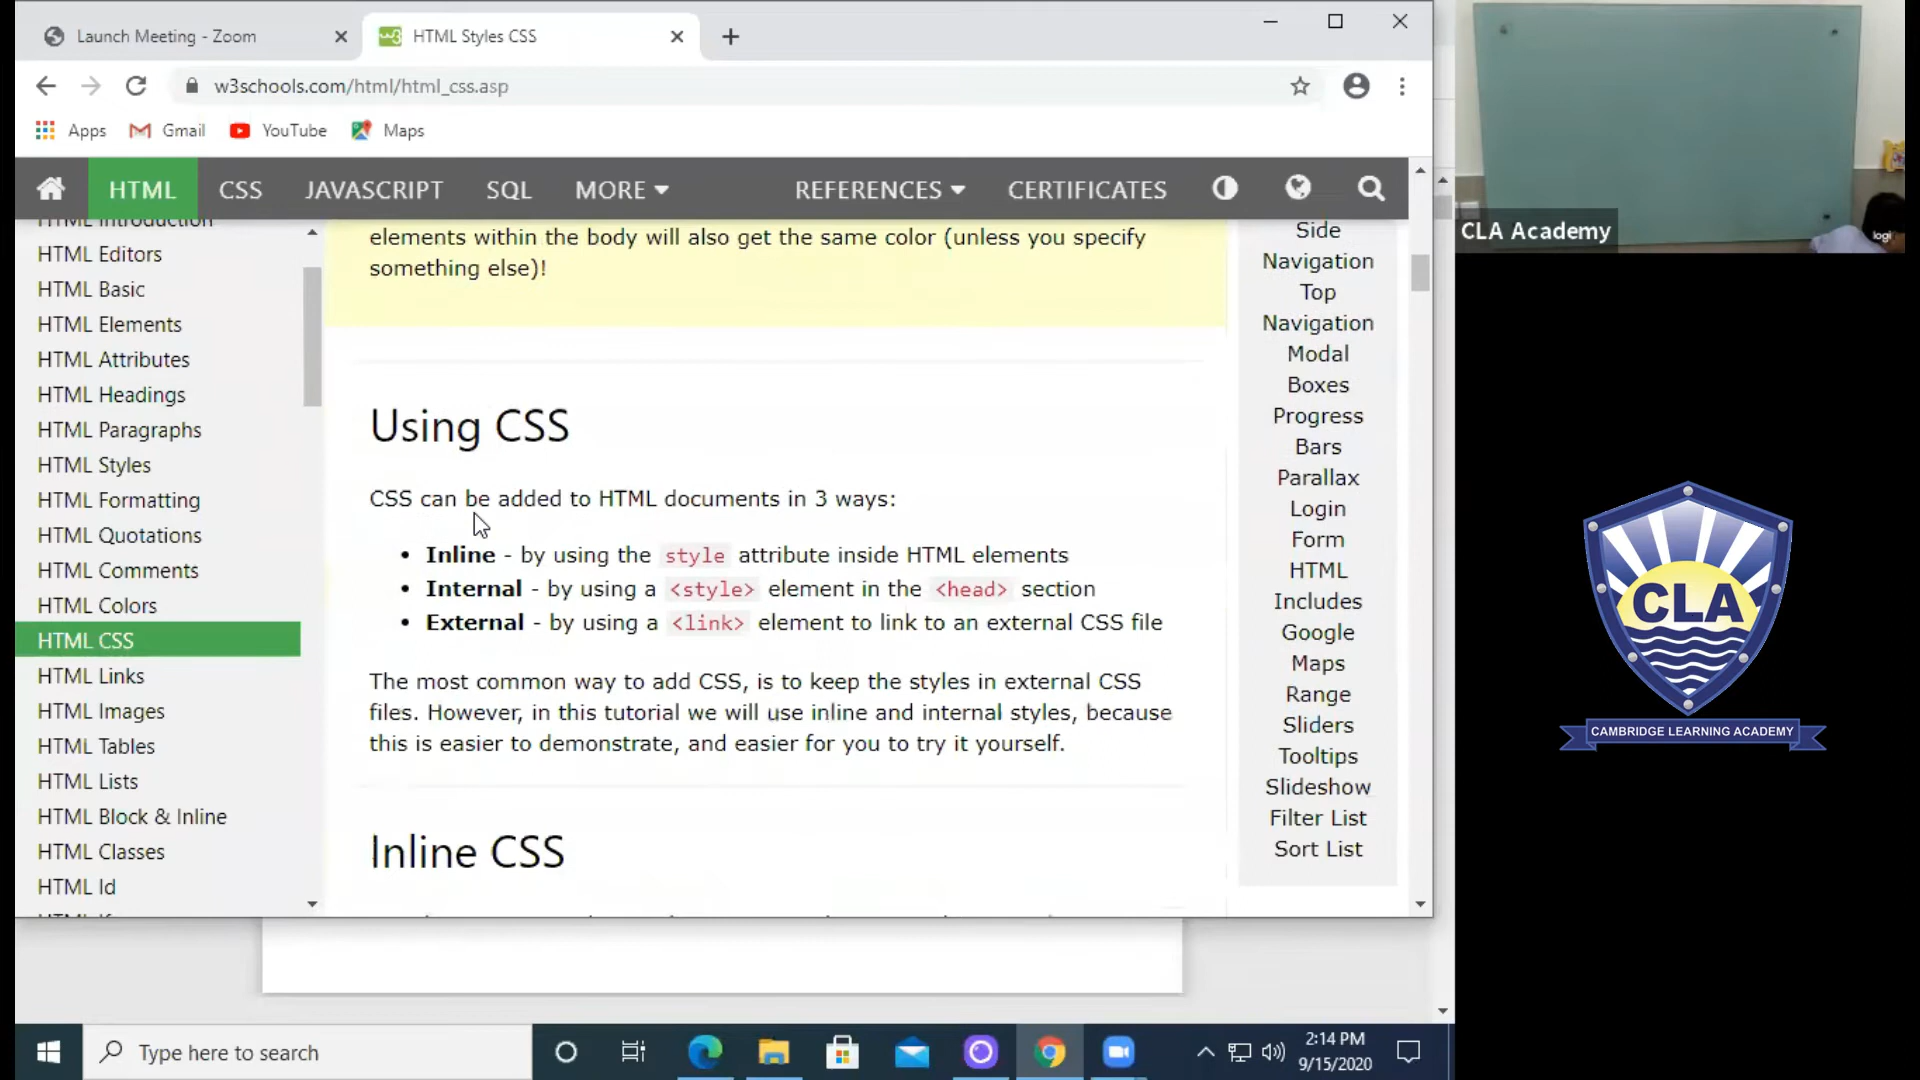 Launch Meeting - Zoom
HTML Styles CSS
w3schools.com/html/html_css.asp
Apps
Gmail
YouTube
Maps
HTML
CSS
JAVASCRIPT
SQL
MORE
REFERENCES
CERTIFICATES
HTML Introduction
HTML Editors
HTML Basic
HTML Elements
HTML Attributes
HTML Headings
HTML Paragraphs
HTML Styles
HTML Formatting
HTML Quotations
HTML Comments
HTML Colors
HTML CSS
HTML Links
HTML Images
HTML Tables
HTML Lists
HTML Block & Inline
HTML Classes
HTML Id
elements within the body will also get the same color (unless you specify
something else)!
Using CSS
CSS can be added to HTML documents in 3 ways:
• Inline - by using the style attribute inside HTML elements
• Internal - by using a <style> element in the <head> section
• External - by using a <link> element to link to an external CSS file
The most common way to add CSS, is to keep the styles in external CSS
files. However, in this tutorial we will use inline and internal styles, because
this is easier to demonstrate, and easier for you to try it yourself.
Inline CSS
Side
Navigation
Top
Navigation
Modal
Boxes
Progress
Bars
Parallax
Login
Form
HTML
Includes
Google
Maps
Range
Sliders
Tooltips
Slideshow
Filter List
Sort List
CLA Academy
logi
CLA
CAMBRIDGE LEARNING ACADEMY
Type here to search
2:14 PM
9/15/2020